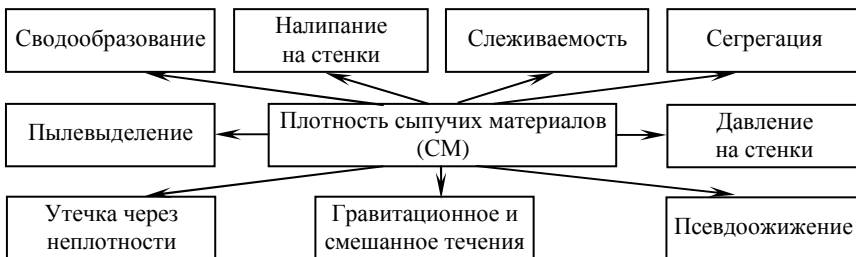 Сводообразование
Налипание
на стенки
Слеживаемость
Сегрегация
Пылевыделение
Плотность сыпучих материалов
(СМ)
Давление
на стенки
Утечка через
неплотности
Гравитационное и
смешанное течения
Псевдоожижение